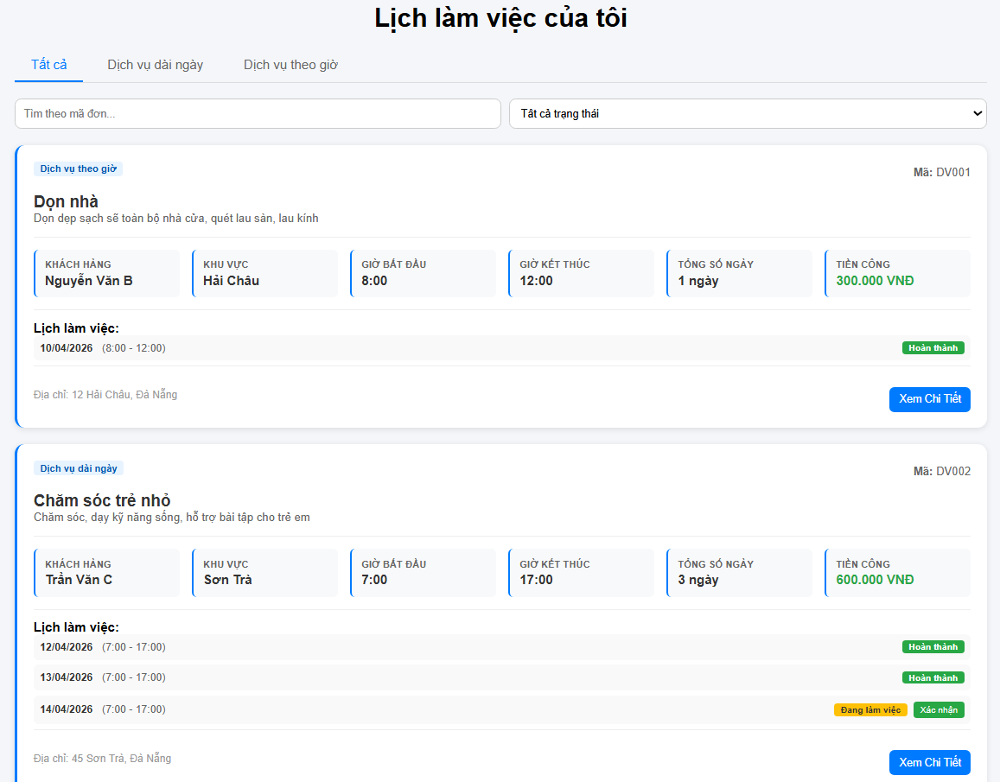 Lịch làm việc của tôi
Tất cả Dịch vụ dài ngày Dịch vụ theo giờ
Tìm theo mã đơn... Tất cả trạng thái
Dịch vụ theo giờ Mã: DV001
Dọn nhà
Dọn dẹp sạch sẽ toàn bộ nhà cửa, quét lau sàn, lau kính
KHÁCH HÀNG KHU VỰC GIỜ BẮT ĐẦU GIỜ KẾT THÚC TỔNG SỐ NGÀY TIỀN CÔNG
Nguyễn Văn B Hải Châu 8:00 12:00 1 ngày 300.000 VNĐ
Lịch làm việc:
10/04/2026 (8:00 - 12:00) Hoàn thành
Địa chỉ: 12 Hải Châu, Đà Nẵng Xem Chi Tiết
Dịch vụ dài ngày Mã: DV002
Chăm sóc trẻ nhỏ
Chăm sóc, dạy kỹ năng sống, hỗ trợ bài tập cho trẻ em
KHÁCH HÀNG KHU VỰC GIỜ BẮT ĐẦU GIỜ KẾT THÚC TỔNG SỐ NGÀY TIỀN CÔNG
Trần Văn C Sơn Trà 7:00 17:00 3 ngày 600.000 VNĐ
Lịch làm việc:
12/04/2026 (7:00 - 17:00) Hoàn thành
13/04/2026 (7:00 - 17:00) Hoàn thành
14/04/2026 (7:00 - 17:00) Đang làm việc Xác nhận
Địa chỉ: 45 Sơn Trà, Đà Nẵng Xem Chi Tiết